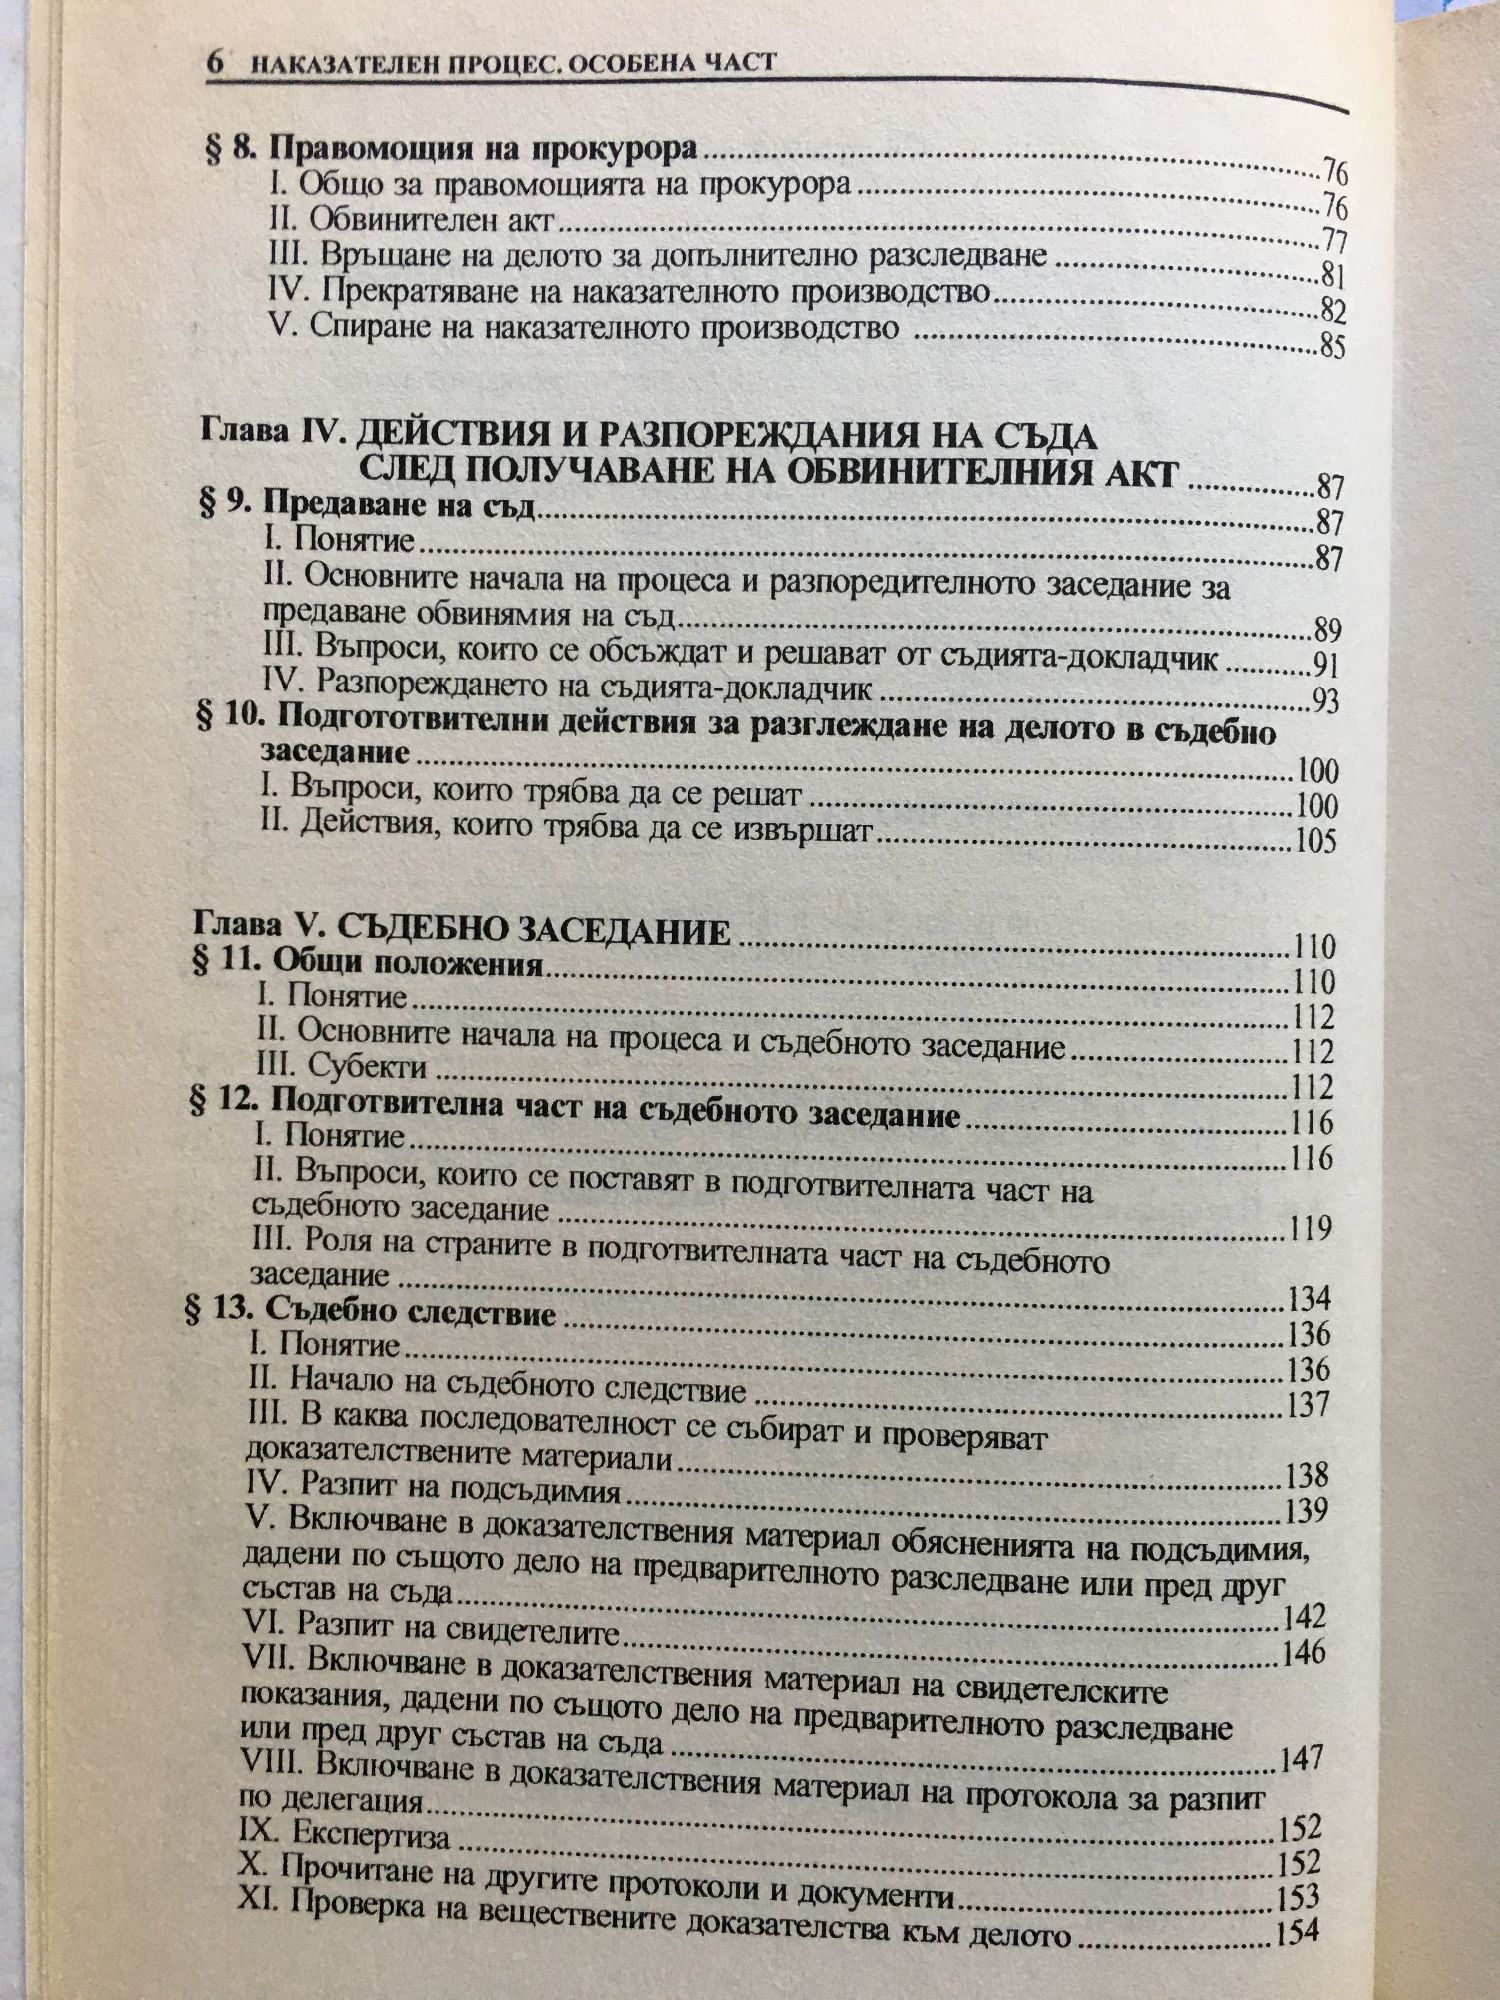 6 НАКАЗАТЕЛЕН ПРОЦЕС. ОСОБЕНА ЧАСТ
§ 8. Правомощия на прокурора..........76
I. Общо за правомощията на прокурора..........76
II. Обвинителен акт..........77
III. Връщане на делото за допълнително разследване..........81
IV. Прекратяване на наказателното производство..........82
V. Спиране на наказателното производство..........85
Глава IV. ДЕЙСТВИЯ И РАЗПОРЕЖДАНИЯ НА СЪДА
СЛЕД ПОЛУЧАВАНЕ НА ОБВИНИТЕЛНИЯ АКТ..........87
§ 9. Предаване на съд..........87
I. Понятие..........87
II. Основните начала на процеса и разпоредителното заседание за
предаване обвинямия на съд..........89
III. Въпроси, които се обсъждат и решават от съдията-докладчик..........91
IV. Разпореждането на съдията-докладчик..........93
§ 10. Подгототвителни действия за разглеждане на делото в съдебно
заседание..........100
I. Въпроси, които трябва да се решат..........100
II. Действия, които трябва да се извършат..........105
Глава V. СЪДЕБНО ЗАСЕДАНИЕ..........110
§ 11. Общи положения..........110
I. Понятие..........112
II. Основните начала на процеса и съдебното заседание..........112
III. Субекти..........112
§ 12. Подготвителна част на съдебното заседание..........116
I. Понятие..........116
II. Въпроси, които се поставят в подготвителната част на
съдебното заседание..........119
III. Роля на страните в подготвителната част на съдебното
заседание..........134
§ 13. Съдебно следствие..........136
I. Понятие..........136
II. Начало на съдебното следствие..........137
III. В каква последователност се събират и проверяват
доказателствените материали..........138
IV. Разпит на подсъдимия..........139
V. Включване в доказателствения материал обясненията на подсъдимия,
дадени по същото дело на предварителното разследване или пред друг
състав на съда..........142
VI. Разпит на свидетелите..........146
VII. Включване в доказателствения материал на свидетелските
показания, дадени по същото дело на предварителното разследване
или пред друг състав на съда..........147
VIII. Включване в доказателствения материал на протокола за разпит
по делегация..........152
IX. Експертиза..........152
X. Прочитане на другите протоколи и документи..........153
XI. Проверка на веществените доказателства към делото..........154